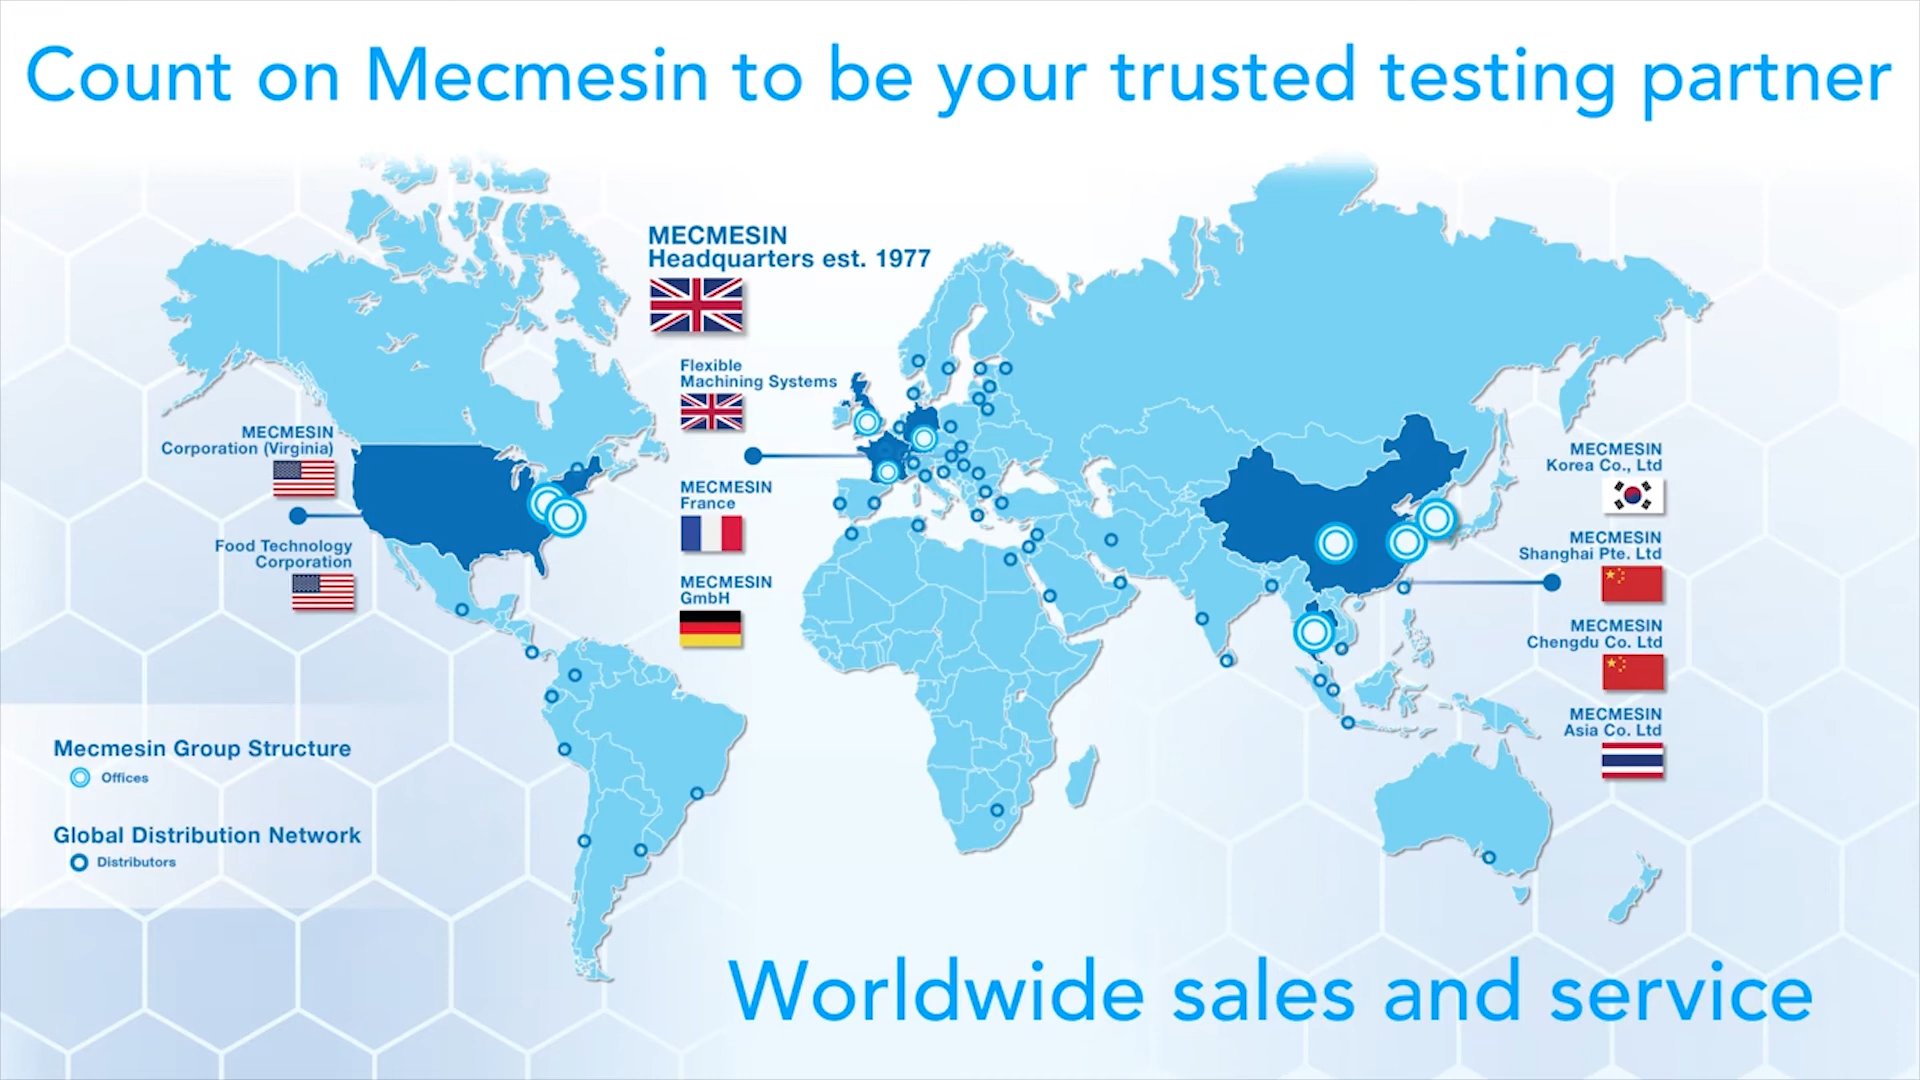 Count on Mecmesin to be your trusted testing partner
MECMESIN
Headquarters est. 1977
Flexible
Machining Systems
MECMESIN
Corporation (Virginia)
Food Technology
Corporation
MECMESIN
France
MECMESIN
GmbH
MECMESIN
Korea Co., Ltd
MECMESIN
Shanghai Pte. Ltd
MECMESIN
Chengdu Co. Ltd
MECMESIN
Asia Co. Ltd
Mecmesin Group Structure
Offices
Global Distribution Network
Distributors
Worldwide sales and service